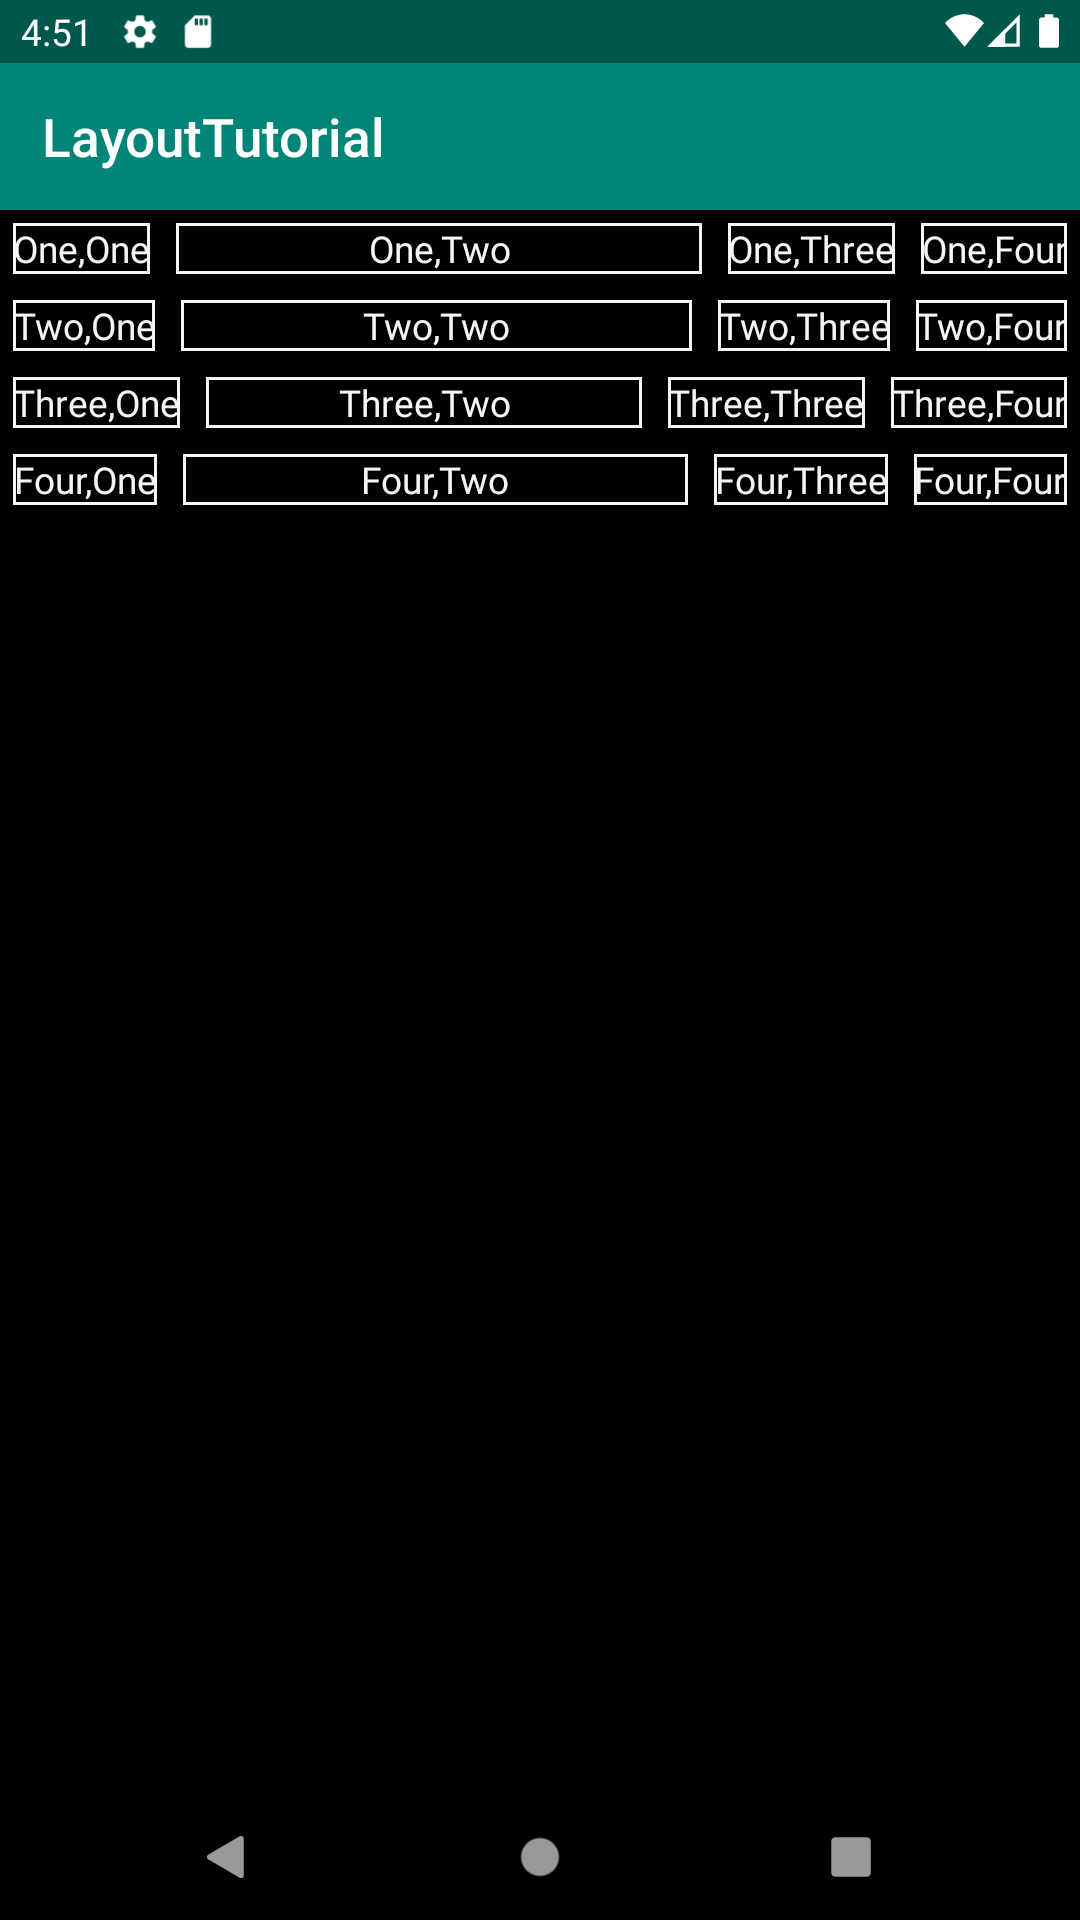 4:51
LayoutTutorial
One,One One,Two One,Three One,Four
Two,One Two,Two Two,Three Two,Four
Three,One Three,Two Three,Three Three,Four
Four,One Four,Two Four,Three Four,Four